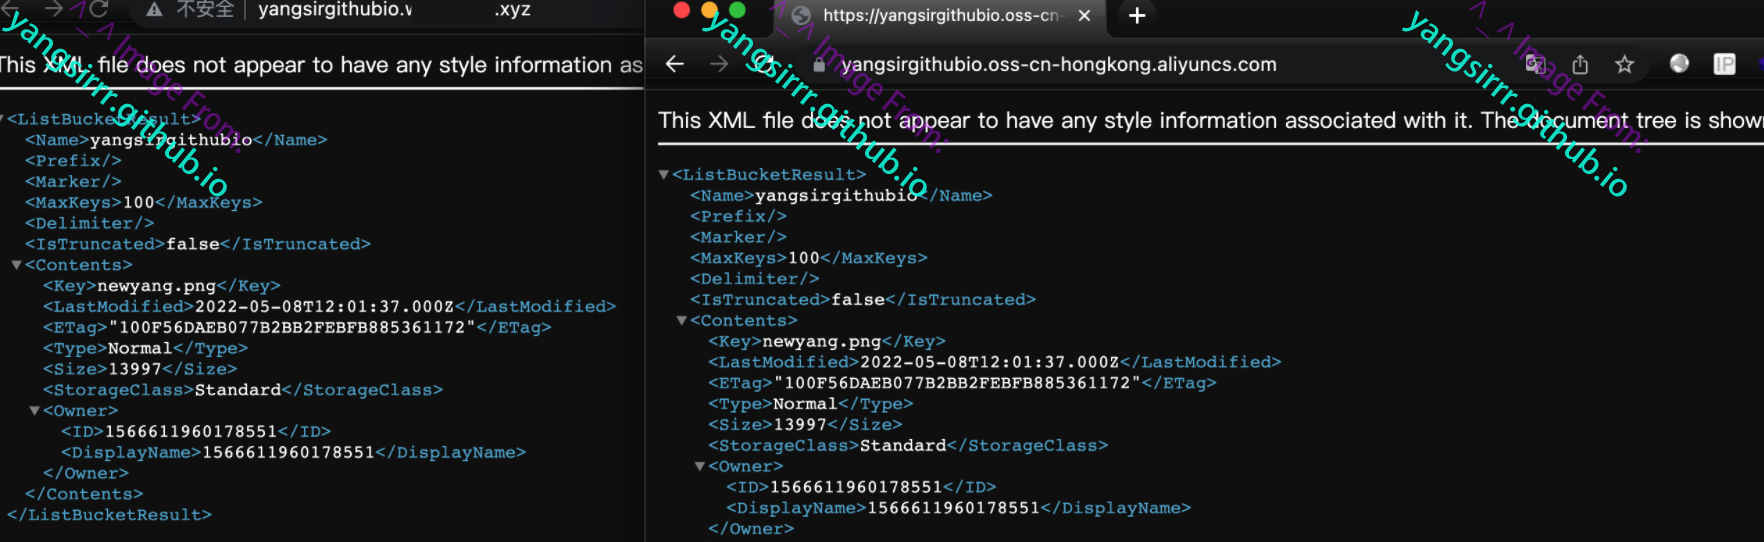 不安全
yangsirgithubio.
.xyz
This XML file does not appear to have any style information as
<ListBucketResult>
<Name>yangsirgithubio</Name>
<Prefix/>
<Marker/>
<MaxKeys>100</MaxKeys>
<Delimiter/>
<IsTruncated>false</IsTruncated>
<Contents>
<Key>newyang.png</Key>
<LastModified>2022-05-08T12:01:37.000Z</LastModified>
<ETag>"100F56DAEB077B2BB2FEBFB885361172"</ETag>
<Type>Normal</Type>
<Size>13997</Size>
<StorageClass>Standard</StorageClass>
<Owner>
<ID>1566611960178551</ID>
<DisplayName>1566611960178551</DisplayName>
</Owner>
</Contents>
</ListBucketResult>
https://yangsirgithubio.oss-cn-
yangsirgithubio.oss-cn-hongkong.aliyuncs.com
IP
This XML file does not appear to have any style information associated with it. The document tree is shown
<ListBucketResult>
<Name>yangsirgithubio</Name>
<Prefix/>
<Marker/>
<MaxKeys>100</MaxKeys>
<Delimiter/>
<IsTruncated>false</IsTruncated>
<Contents>
<Key>newyang.png</Key>
<LastModified>2022-05-08T12:01:37.000Z</LastModified>
<ETag>"100F56DAEB077B2BB2FEBFB885361172"</ETag>
<Type>Normal</Type>
<Size>13997</Size>
<StorageClass>Standard</StorageClass>
<Owner>
<ID>1566611960178551</ID>
<DisplayName>1566611960178551</DisplayName>
</Owner>
^_^ Image From:
yangsirrr.github.io
^_^ Image From:
yangsirrr.github.io
^_^ Image From:
yangsirrr.github.io